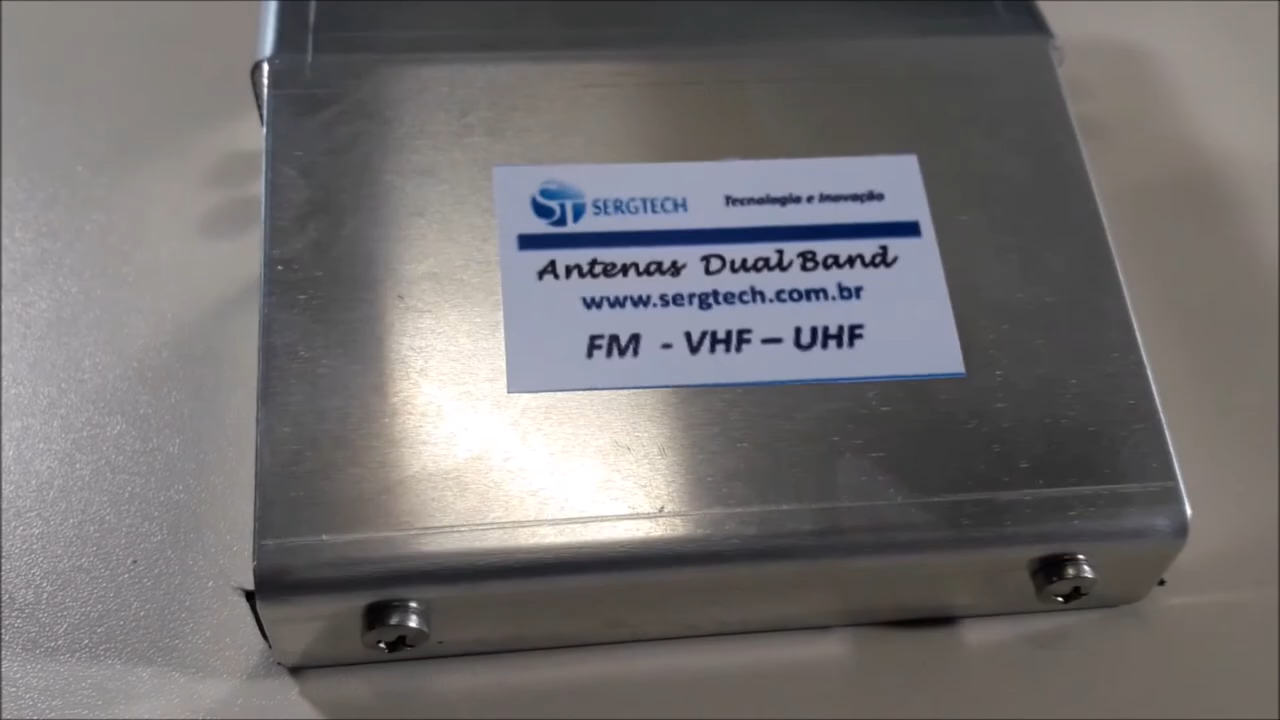 ST SERGTECH Tecnologia e Inovação
Antenas Dual Band
www.sergtech.com.br
FM - VHF – UHF